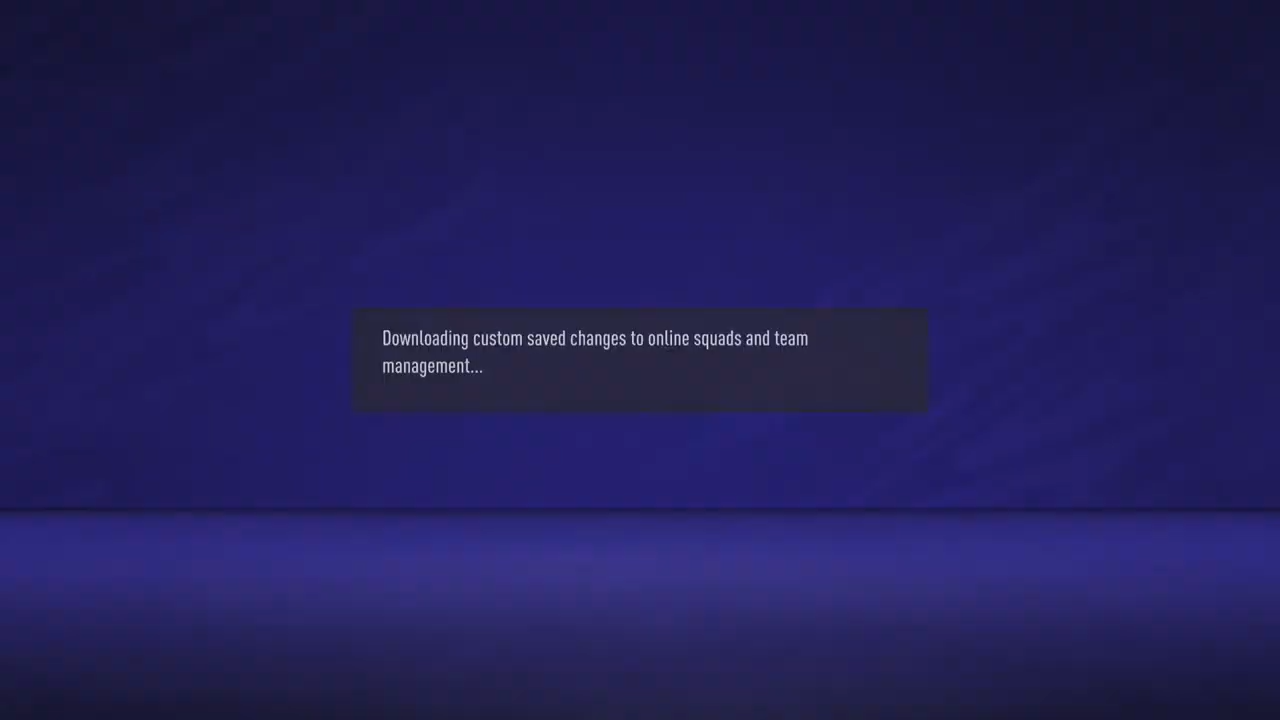 Downloading custom saved changes to online squads and team
management...